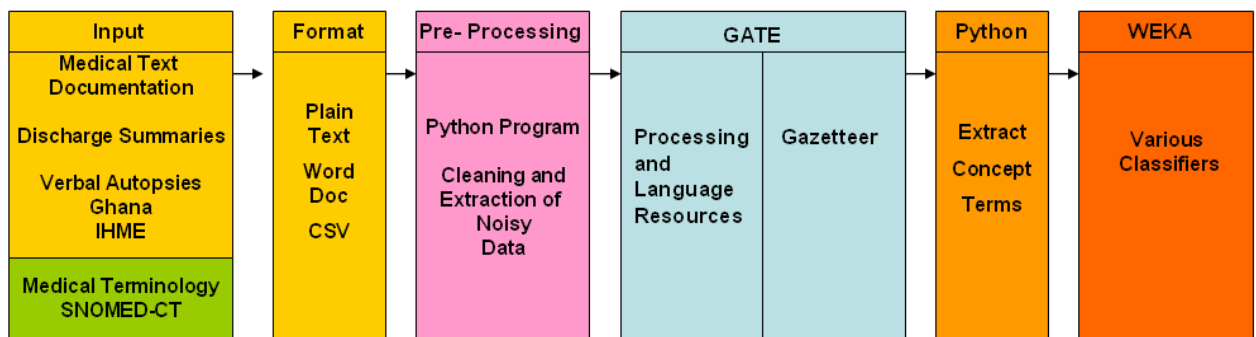 Input
Medical Text
Documentation
Discharge Summaries
Verbal Autopsies
Ghana
IHME
Medical Terminology
SNOMED-CT
Format
Plain
Text
Word
Doc
CSV
Pre- Processing
Python Program
Cleaning and
Extraction of
Noisy
Data
GATE
Processing
and
Language
Resources
Gazetteer
Python
Extract
Concept
Terms
WEKA
Various
Classifiers